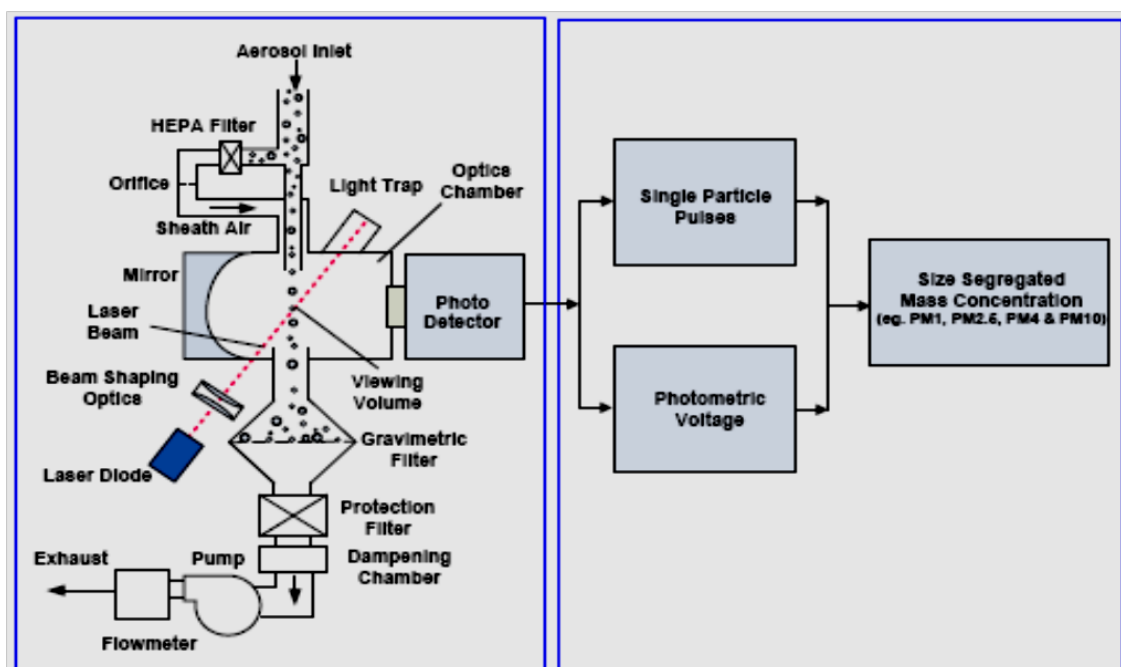 Aerosol Inlet
HEPA Filter
Orifice
Sheath Air
Light Trap
Optics
Chamber
Mirror
Laser
Beam
Photo
Detector
Beam Shaping
Optics
Viewing
Volume
Laser Diode
Gravimetric
Filter
Protection
Filter
Exhaust
Pump
Dampening
Chamber
Flowmeter
Single Particle
Pulses
Photometric
Voltage
Size Segregated
Mass Concentration
(eg. PM1, PM2.5, PM4 & PM10)